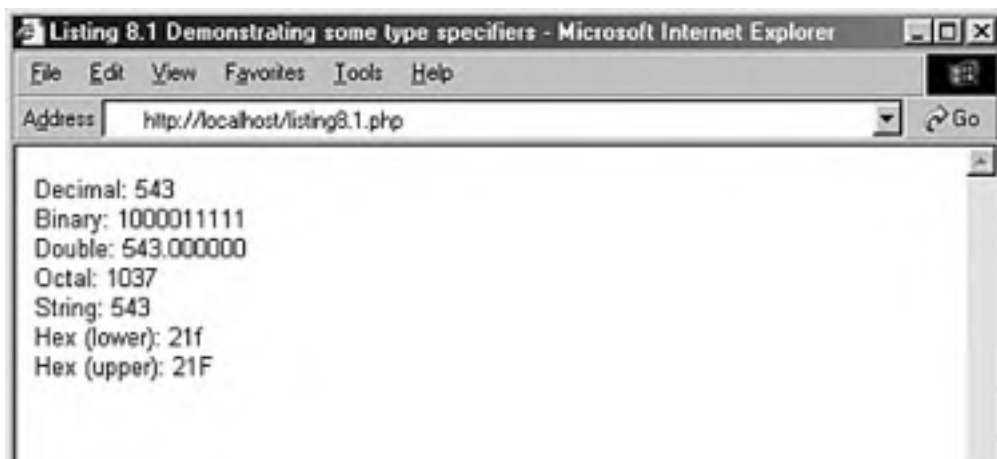 Listing 8.1 Demonstrating some type specifiers - Microsoft Internet Explorer
File Edit View Favorites Tools Help
Address http://localhost/listing8.1.php Go
Decimal: 543
Binary: 1000011111
Double: 543.000000
Octal: 1037
String: 543
Hex (lower): 21f
Hex (upper): 21F